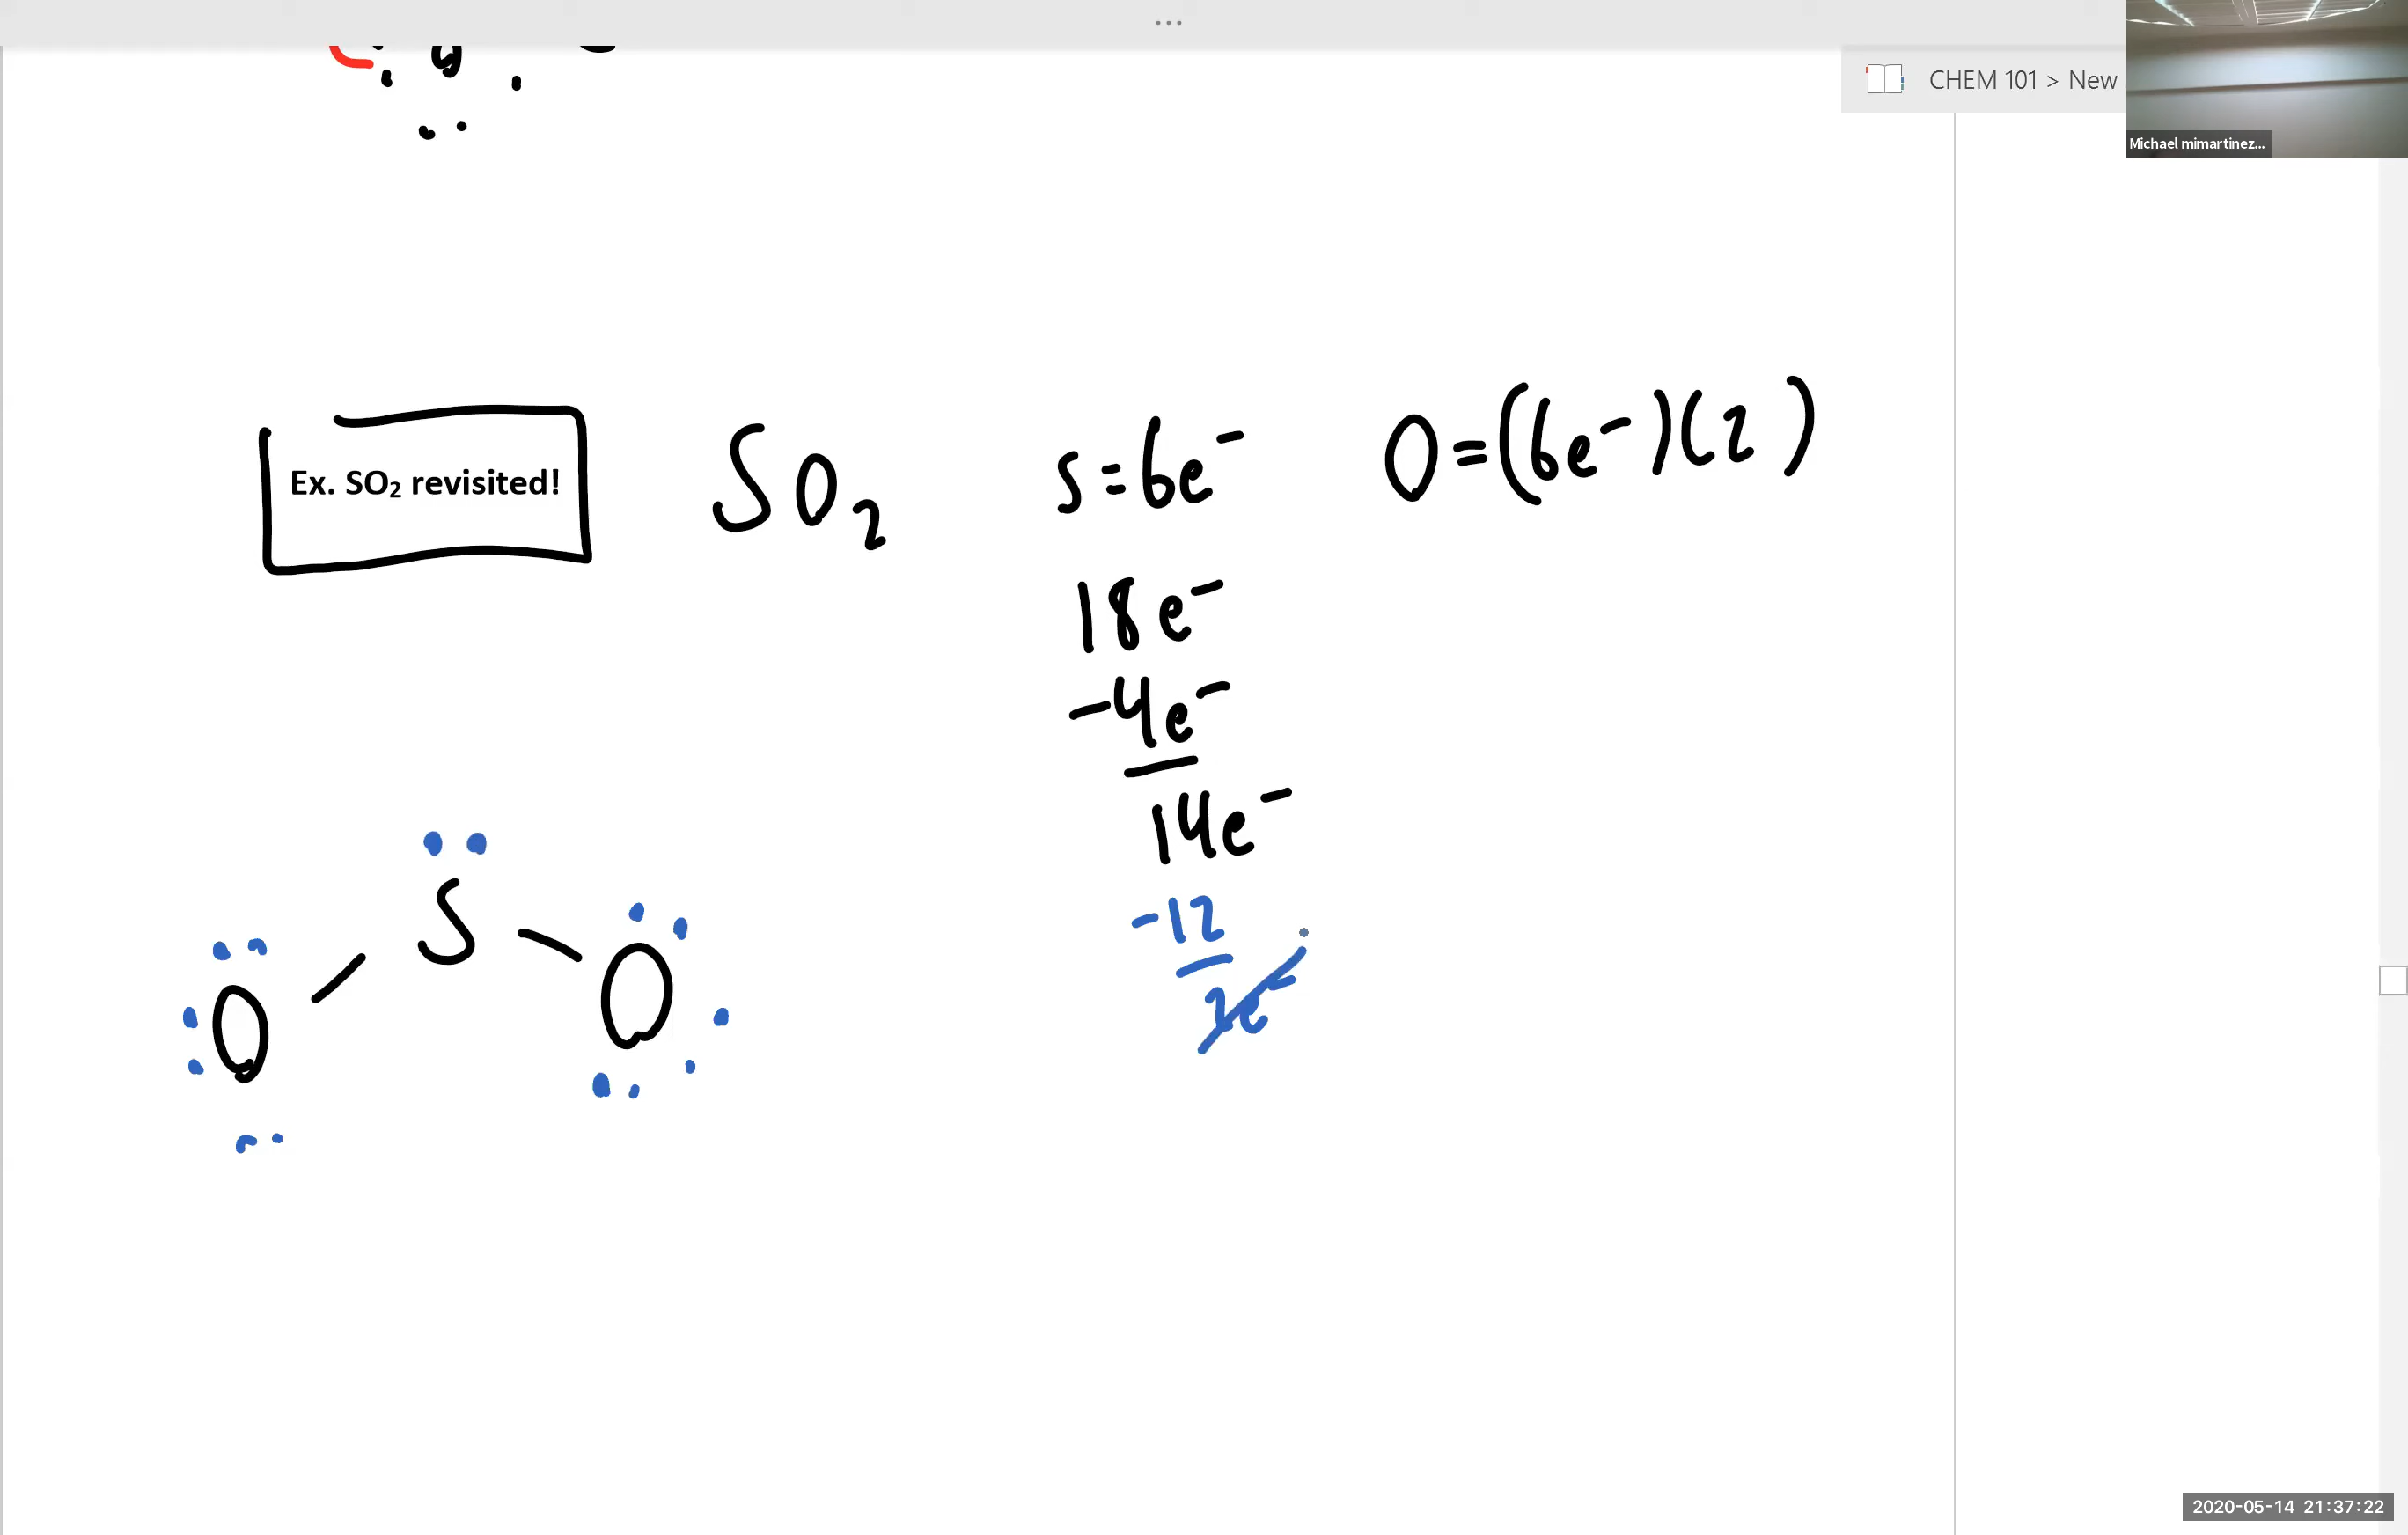 ...
CHEM 101 > New
Michael mimartinez...
Ex. SO₂ revisited!
SO₂ S=6e⁻ O=(6e⁻)(2)
18e⁻
-4e⁻
14e⁻
-12
2e⁻
S
O O
2020-05-14 21:37:22